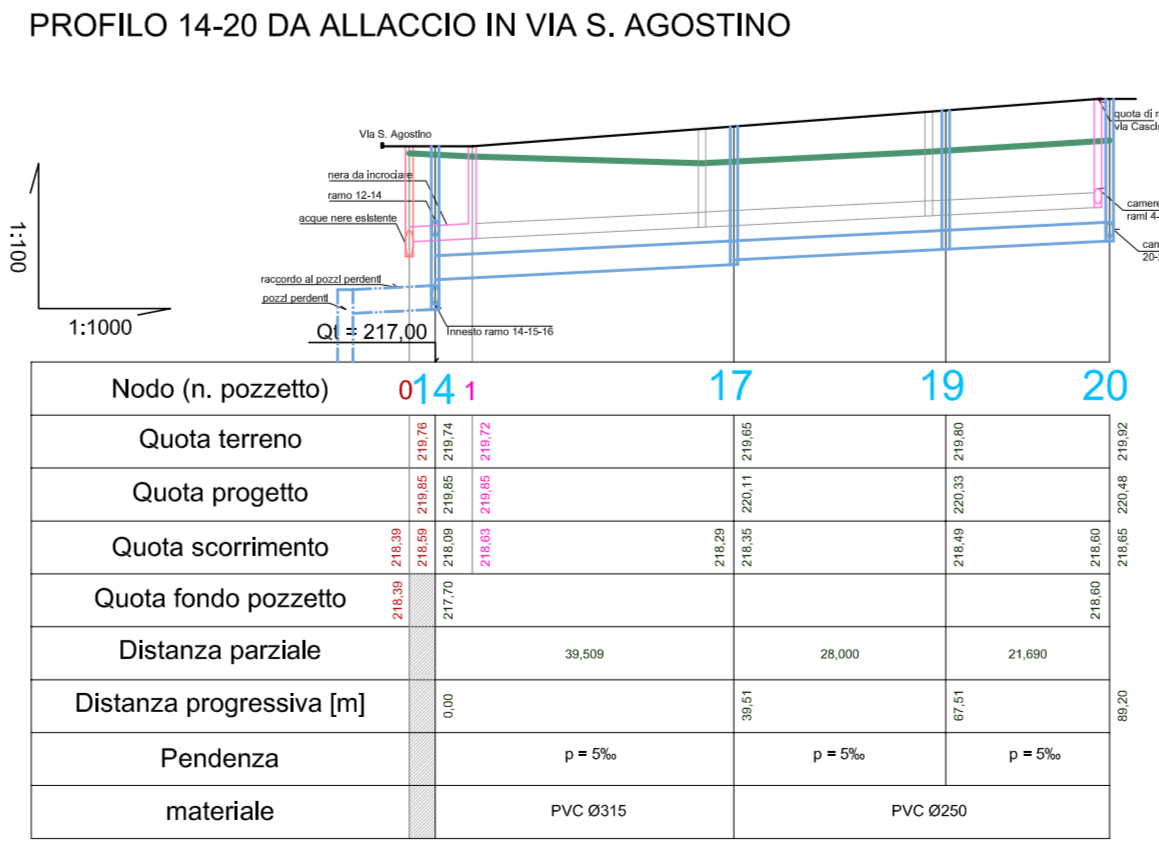 PROFILO 14-20 DA ALLACCIO IN VIA S. AGOSTINO
quota di
via
Via S. Agostino
nera da incrociare
ramo 12-14
acque nere esistente
camere
rami 4-
20-
raccordo ai pozzi perdenti
pozzi perdenti
Innesto ramo 14-15-16
1:100
1:1000
Qt = 217,00
Nodo (n. pozzetto) 0 14 1 17 19 20
Quota terreno 219,76 219,74 219,72 219,65 219,80 219,92
Quota progetto 219,85 219,85 219,85 220,11 220,33 220,48
Quota scorrimento 218,39 218,59 218,09 218,63 218,29 218,35 218,49 218,60 218,65
Quota fondo pozzetto 218,39 217,70 218,60
Distanza parziale 39,509 28,000 21,690
Distanza progressiva [m] 0,00 39,51 67,51 89,20
Pendenza p = 5‰ p = 5‰ p = 5‰
materiale PVC Ø315 PVC Ø250